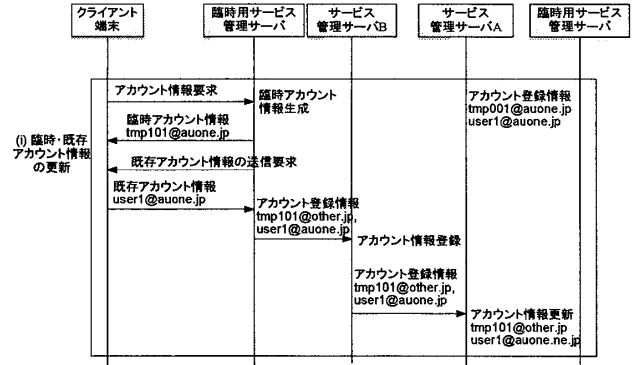 クライアント
端末
臨時用サービス
管理サーバ
サービス
管理サーバB
サービス
管理サーバA
臨時用サービス
管理サーバ
アカウント情報要求
臨時アカウント
情報生成
アカウント登録情報
tmp001@auone.jp
user1@auone.jp
臨時アカウント情報
tmp101@auone.jp
(i) 臨時・既存
アカウント情報
の更新
既存アカウント情報の送信要求
既存アカウント情報
user1@auone.jp
アカウント登録情報
tmp101@other.jp,
user1@auone.jp
アカウント情報登録
アカウント登録情報
tmp101@other.jp,
user1@auone.jp
アカウント情報更新
tmp101@other.jp
user1@auone.ne.jp